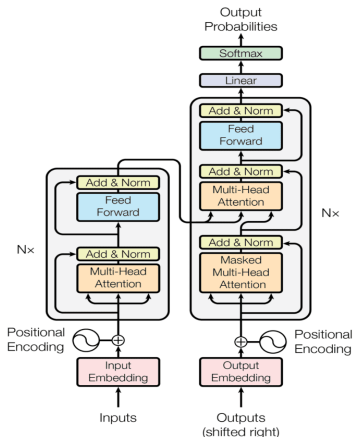 Output
Probabilities
Softmax
Linear
Add & Norm
Feed
Forward
Add & Norm
Multi-Head
Attention
Add & Norm
Masked
Multi-Head
Attention
N×
Add & Norm
Feed
Forward
N×
Add & Norm
Multi-Head
Attention
Positional
Encoding
Positional
Encoding
Input
Embedding
Output
Embedding
Inputs
Outputs
(shifted right)